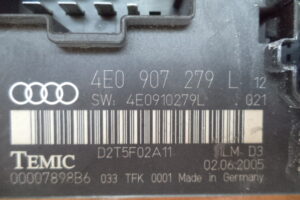 4E0 907 279 L 12
SW: 4E0910279L . 021
D2T5F02A11 ILM-D3
TEMIC 02.06.2005
00007898B6 033 TFK 0001 Made in Germany